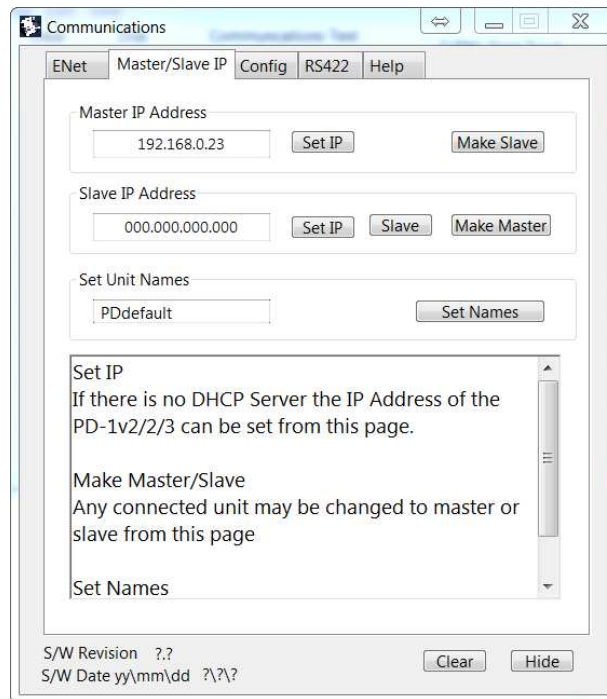 Communications
ENet Master/Slave IP Config RS422 Help
Master IP Address
192.168.0.23 Set IP Make Slave
Slave IP Address
000.000.000.000 Set IP Slave Make Master
Set Unit Names
PDdefault Set Names
Set IP
If there is no DHCP Server the IP Address of the
PD-1v2/2/3 can be set from this page.
Make Master/Slave
Any connected unit may be changed to master or
slave from this page
Set Names
S/W Revision ?.?
S/W Date yy\mm\dd ?\?\?
Clear Hide